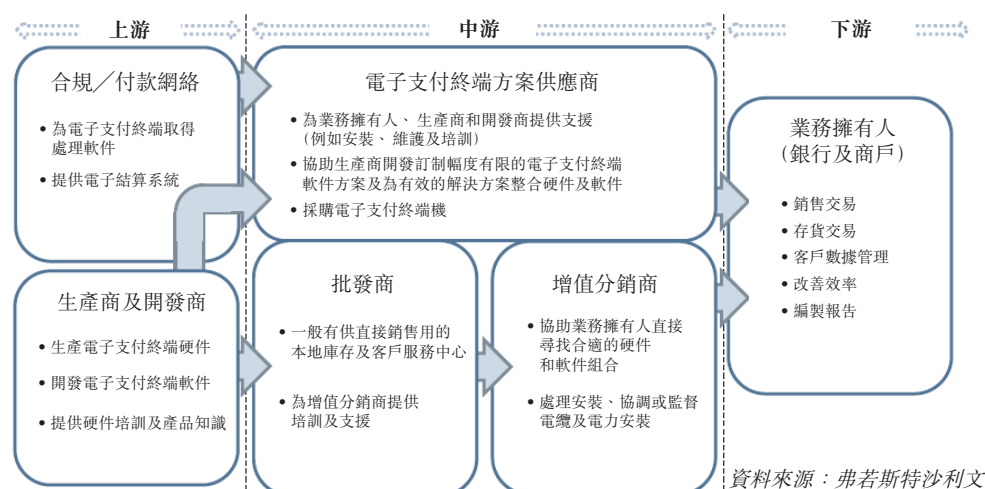 上游
中游
下游
合規／付款網絡
• 為電子支付終端取得
處理軟件
• 提供電子結算系統
電子支付終端方案供應商
• 為業務擁有人、生產商和開發商提供支援
(例如安裝、維護及培訓)
• 協助生產商開發訂制幅度有限的電子支付終端
軟件方案及為有效的解決方案整合硬件及軟件
• 採購電子支付終端機
業務擁有人
(銀行及商戶)
• 銷售交易
• 存貨交易
• 客戶數據管理
• 改善效率
• 編製報告
生產商及開發商
• 生產電子支付終端硬件
• 開發電子支付終端軟件
• 提供硬件培訓及產品知識
批發商
• 一般有供直接銷售用的
本地庫存及客戶服務中心
• 為增值分銷商提供
培訓及支援
增值分銷商
• 協助業務擁有人直接
尋找合適的硬件
和軟件組合
• 處理安裝、協調或監督
電纜及電力安裝
資料來源：弗若斯特沙利文